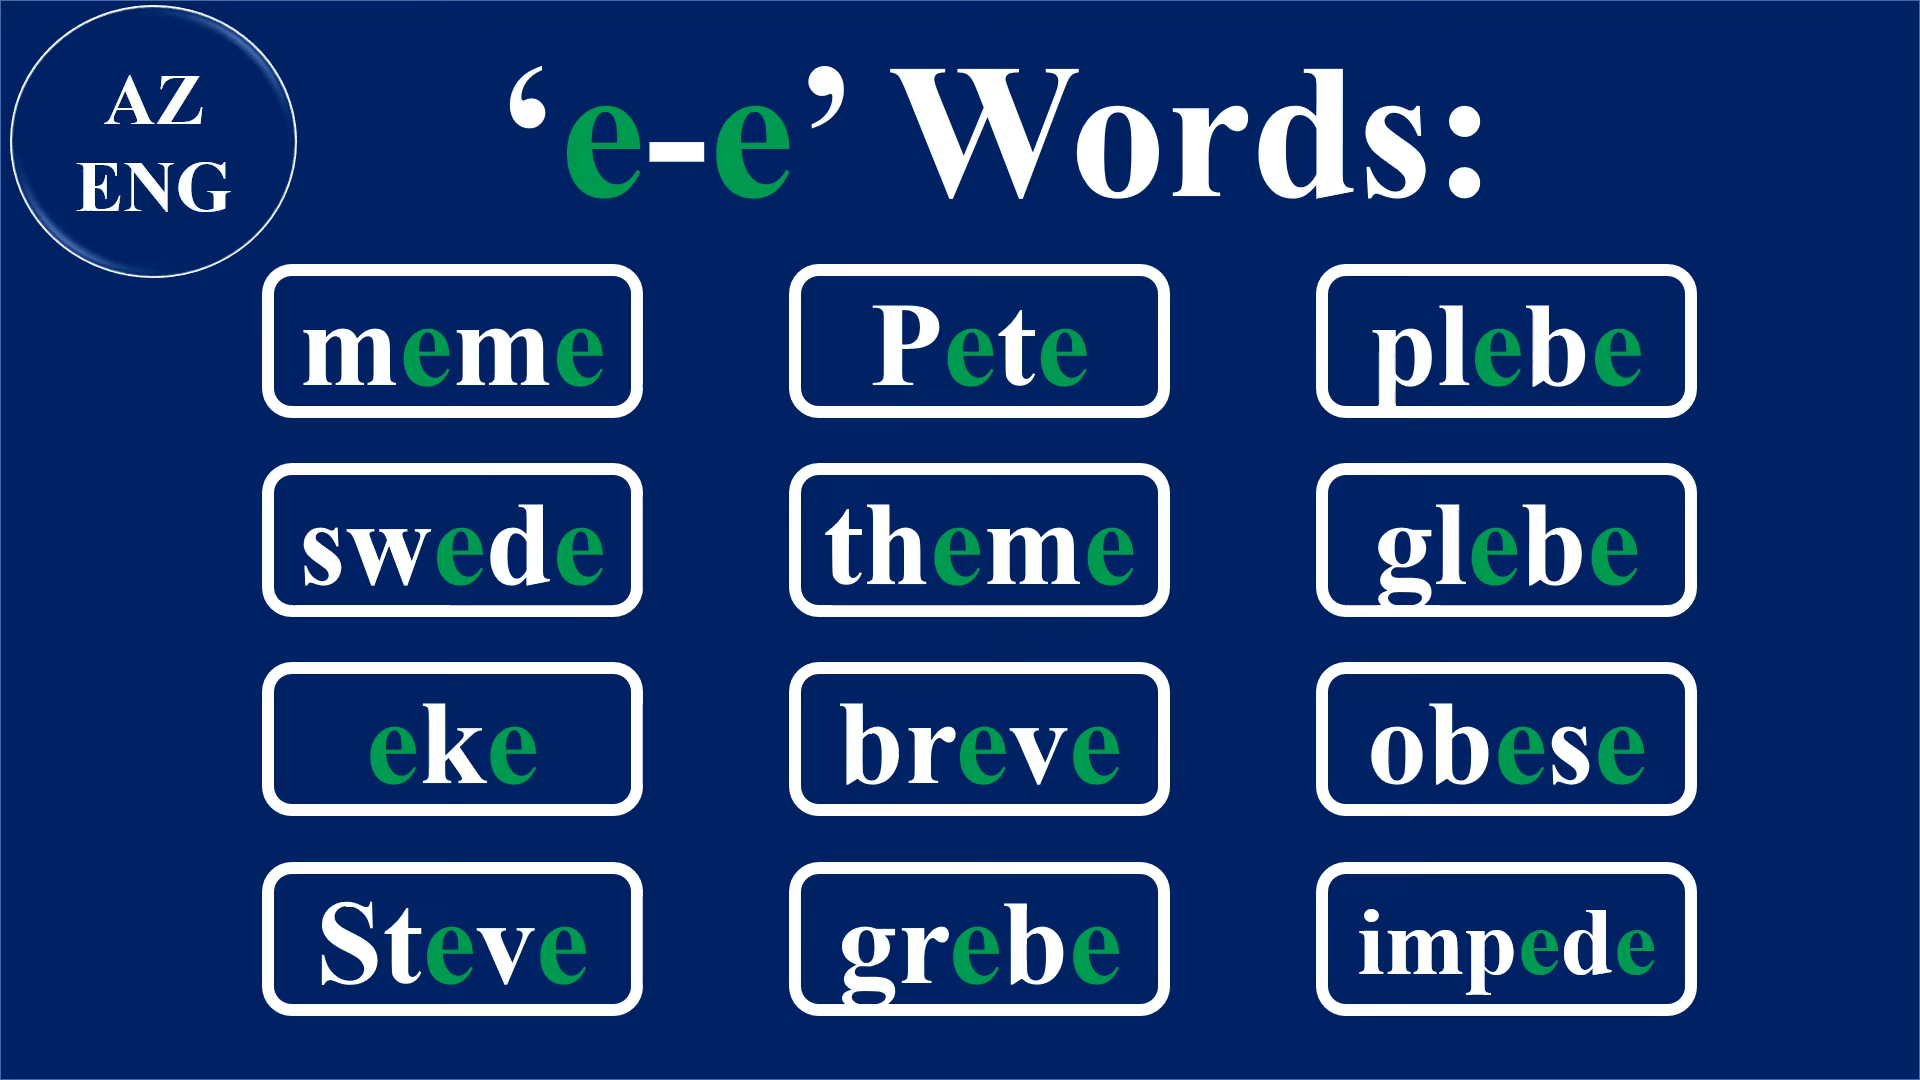 AZ
ENG
‘e-e’ Words:
meme Pete plebe
swede theme glebe
eke breve obese
Steve grebe impede